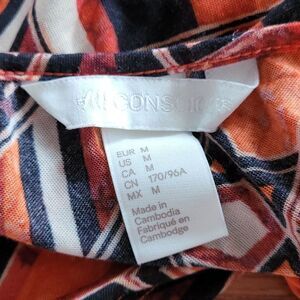 CONSCIOUS
EUR M
US M
CA M
CN 170/96A
MX M
Made in
Cambodia
Fabriqué en
Cambodge